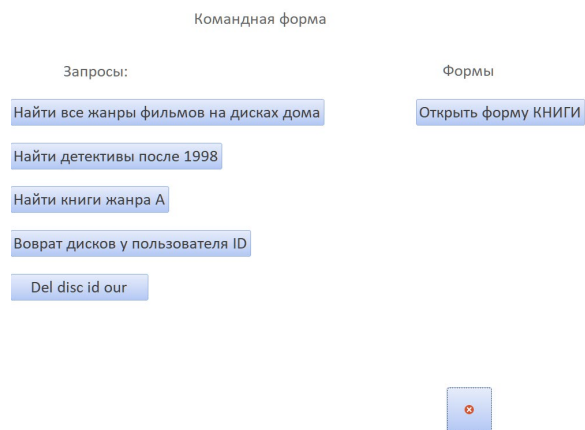 Командная форма
Запросы:
Формы
Найти все жанры фильмов на дисках дома
Открыть форму КНИГИ
Найти детективы после 1998
Найти книги жанра А
Воврат дисков у пользователя ID
Del disc id our